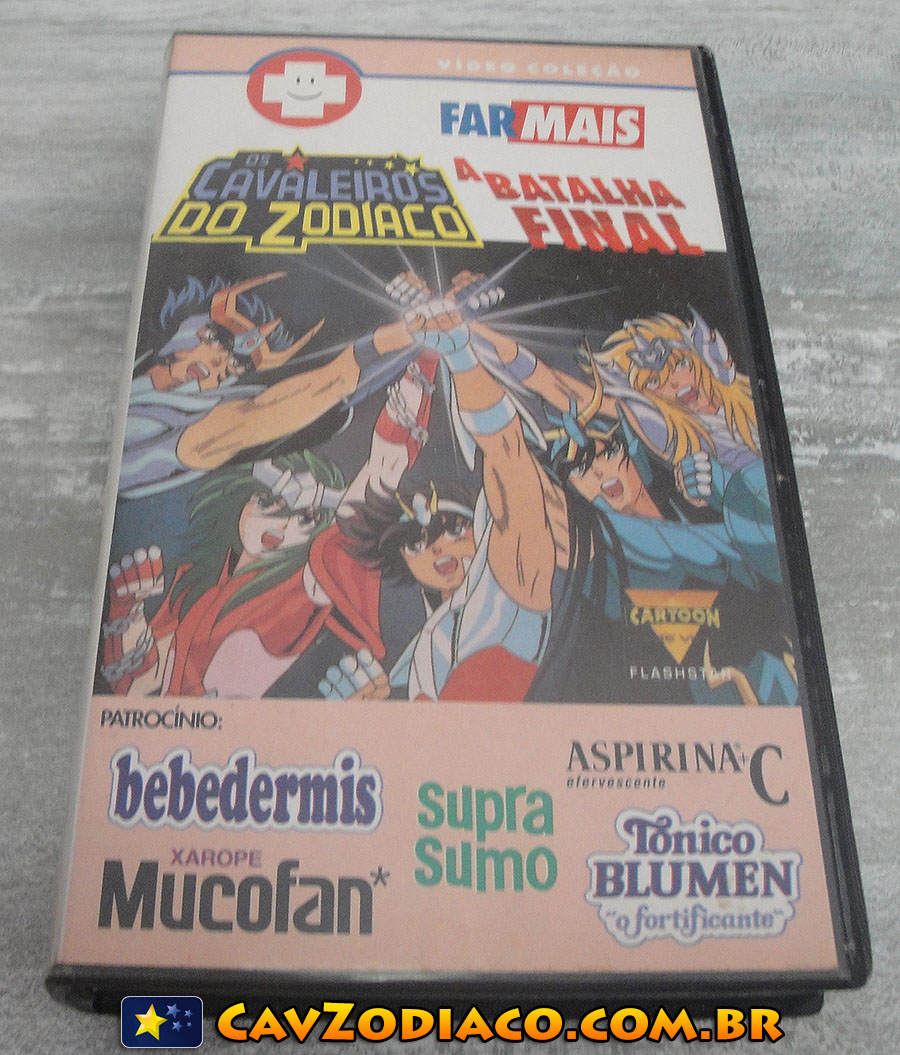 VÍDEO COLEÇÃO
FARMAIS
OS
CAVALEIROS
DO ZODÍACO
A
BATALHA
FINAL
CARTOON
FLASHSTAR
PATROCÍNIO:
bebedermis
ASPIRINA+C
efervescente
supra
sumo
XAROPE
Mucofan*
Tônico
BLUMEN
"o fortificante"
CAVZODIACO.COM.BR